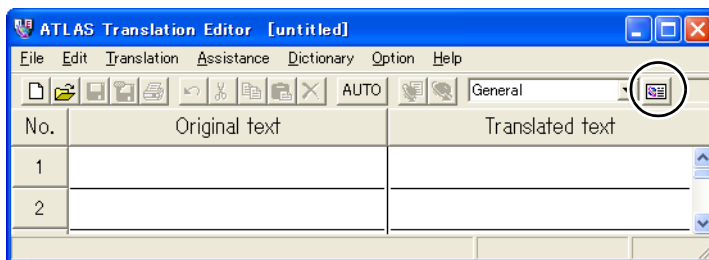 ATLAS Translation Editor [untitled]
File Edit Translation Assistance Dictionary Option Help
AUTO General
No. Original text Translated text
1
2